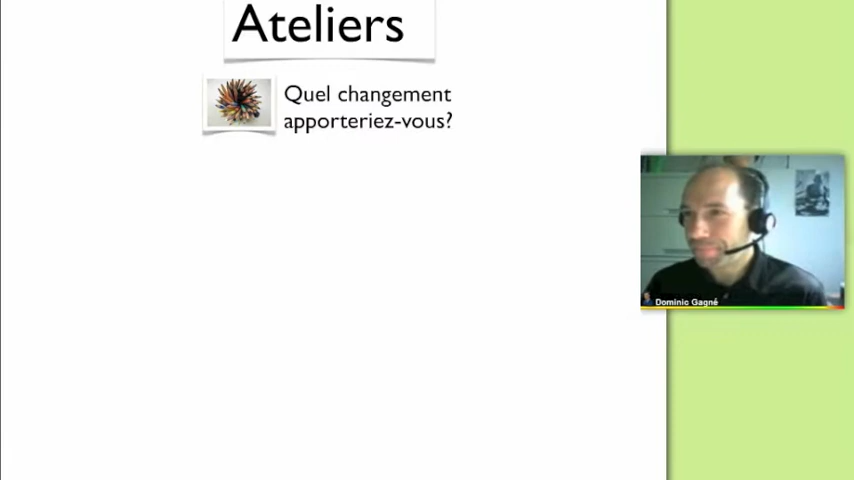 Ateliers
Quel changement
apporteriez-vous?
Dominic Gagné